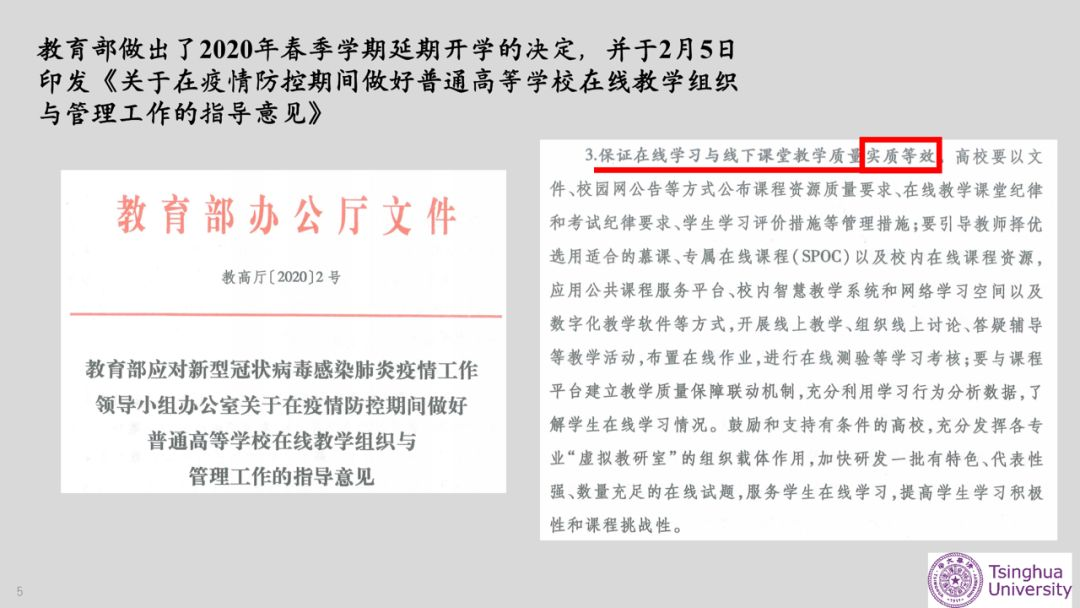 教育部做出了2020年春季学期延期开学的决定，并于2月5日
印发《关于在疫情防控期间做好普通高等学校在线教学组织
与管理工作的指导意见》
教育部办公厅文件
教高厅〔2020〕2 号
教育部应对新型冠状病毒感染肺炎疫情工作
领导小组办公室关于在疫情防控期间做好
普通高等学校在线教学组织与
管理工作的指导意见
3.保证在线学习与线下课堂教学质量实质等效。高校要以文
件、校园网公告等方式公布课程资源质量要求、在线教学课堂纪律
和考试纪律要求、学生学习评价措施等管理措施；要引导教师择优
选用适合的慕课、专属在线课程（SPOC）以及校内在线课程资源，
应用公共课程服务平台、校内智慧教学系统和网络学习空间以及
数字化教学软件等方式，开展线上教学、组织线上讨论、答疑辅导
等教学活动，布置在线作业，进行在线测验等学习考核；要与课程
平台建立教学质量保障联动机制，充分利用学习行为分析数据，了
解学生在线学习情况。鼓励和支持有条件的高校，充分发挥各专
业“虚拟教研室”的组织载体作用，加快研发一批有特色、代表性
强、数量充足的在线试题，服务学生在线学习，提高学生学习积极
性和课程挑战性。
5
Tsinghua
University